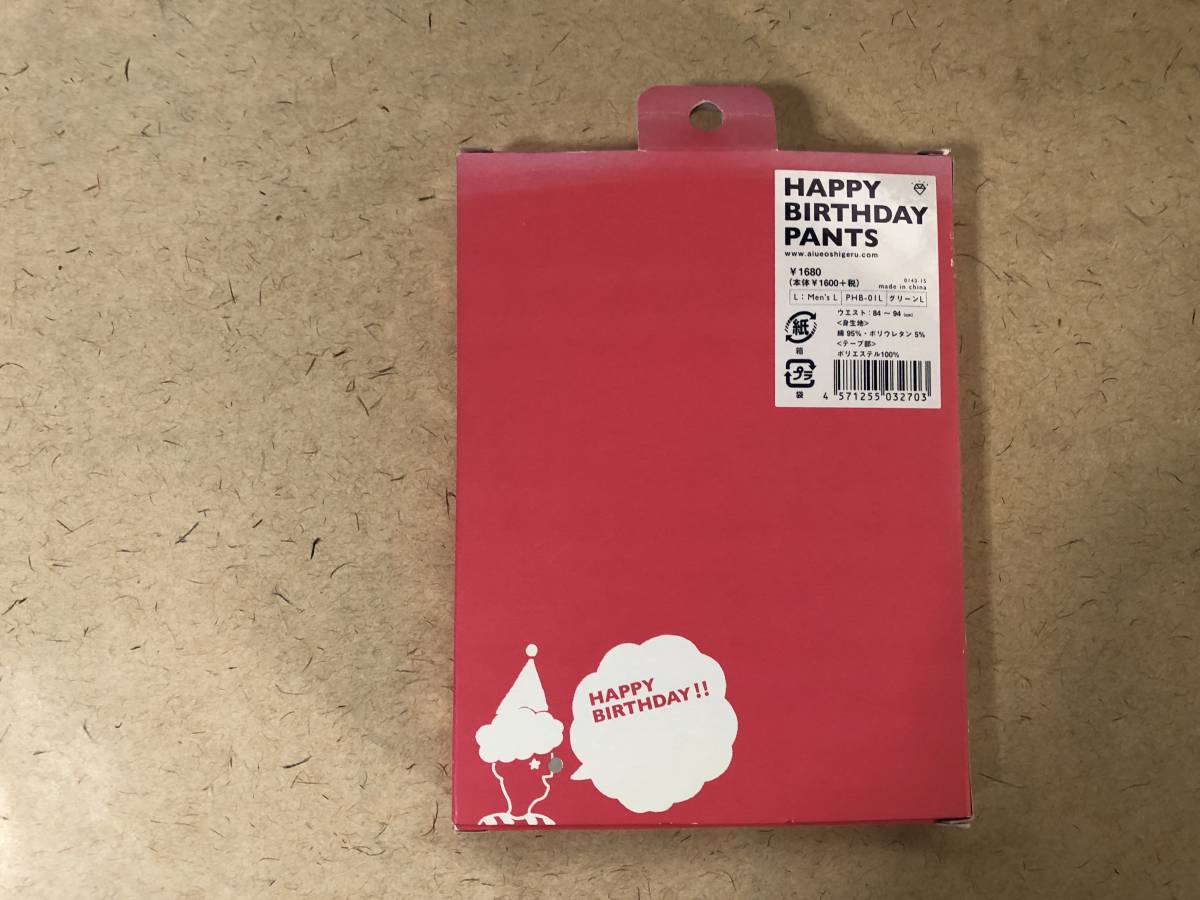 HAPPY
BIRTHDAY
PANTS
www.aiueoshigeru.com
¥1680
(本体¥1600+税)
0143-15
made in china
L：Men's L PHB-01L グリーンL
ウエスト：84 ～ 94 (cm)
<身生地>
綿 95%・ポリウレタン 5%
<テープ部>
ポリエステル100%
紙
箱
プラ
袋
4 571255 032703
HAPPY
BIRTHDAY!!